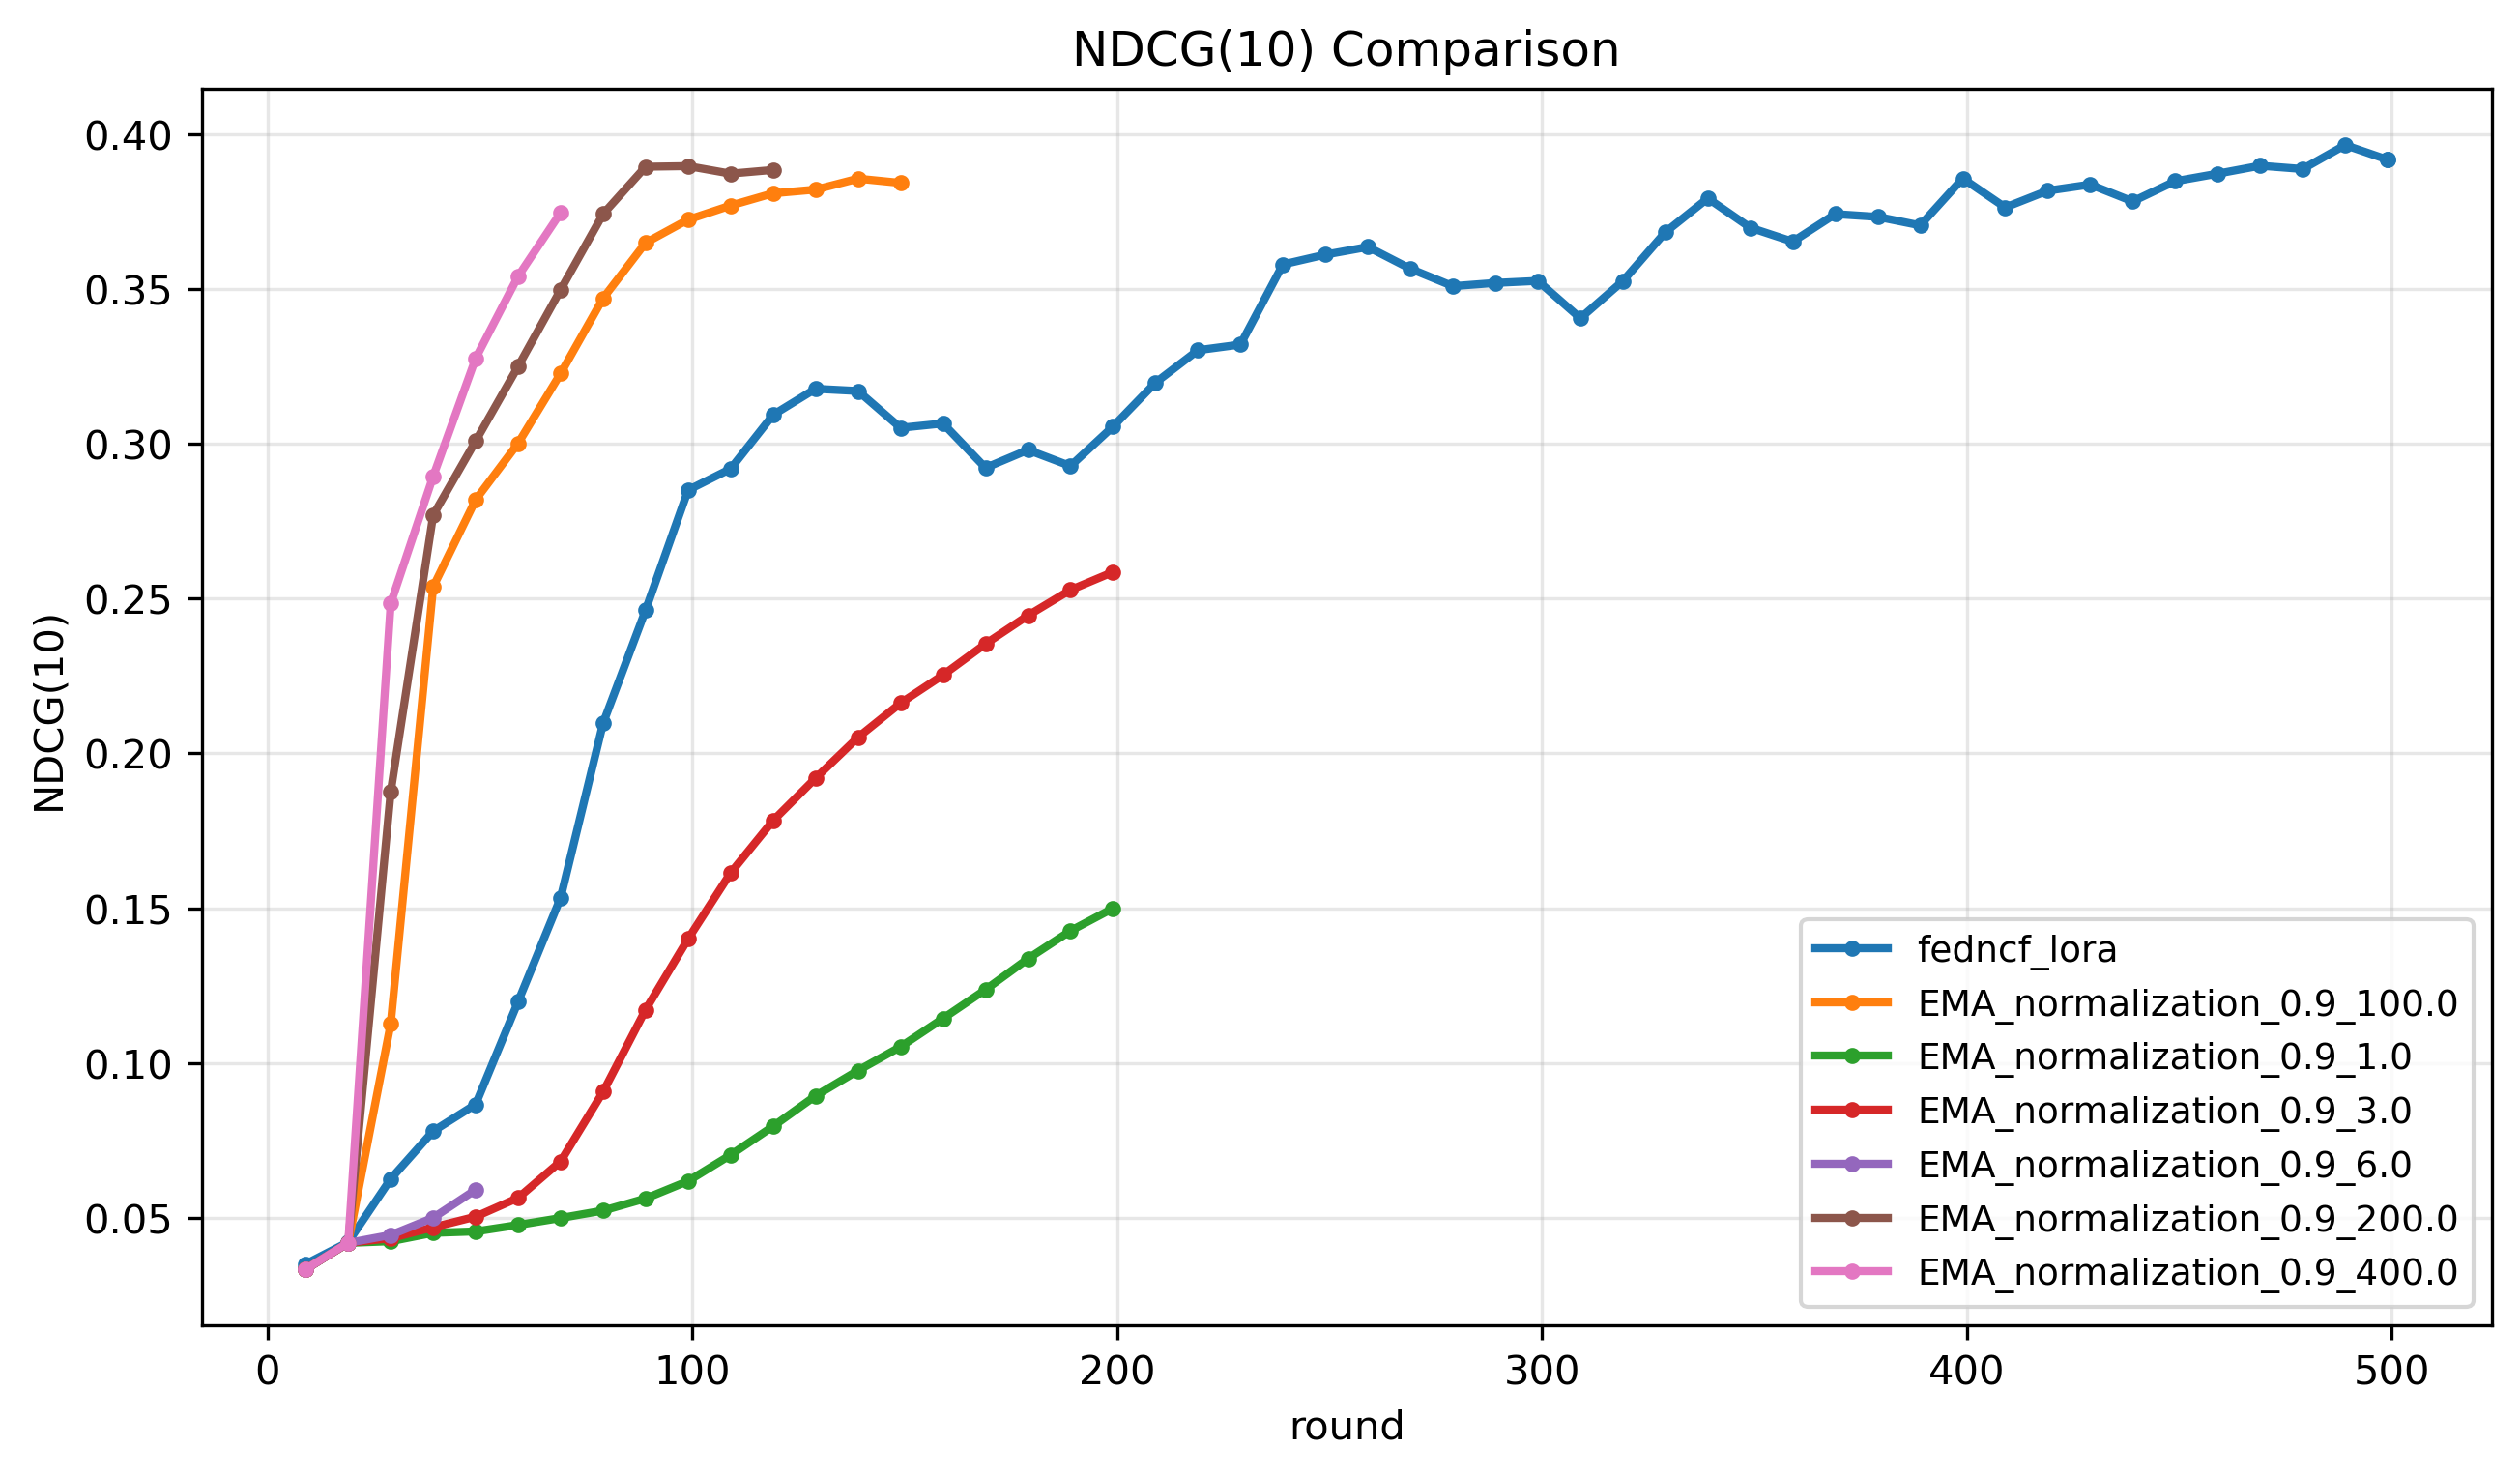 NDCG(10) Comparison
NDCG(10)
0.40
0.35
0.30
0.25
0.20
0.15
0.10
0.05
0
100
200
300
400
500
round
fedncf_lora
EMA_normalization_0.9_100.0
EMA_normalization_0.9_1.0
EMA_normalization_0.9_3.0
EMA_normalization_0.9_6.0
EMA_normalization_0.9_200.0
EMA_normalization_0.9_400.0